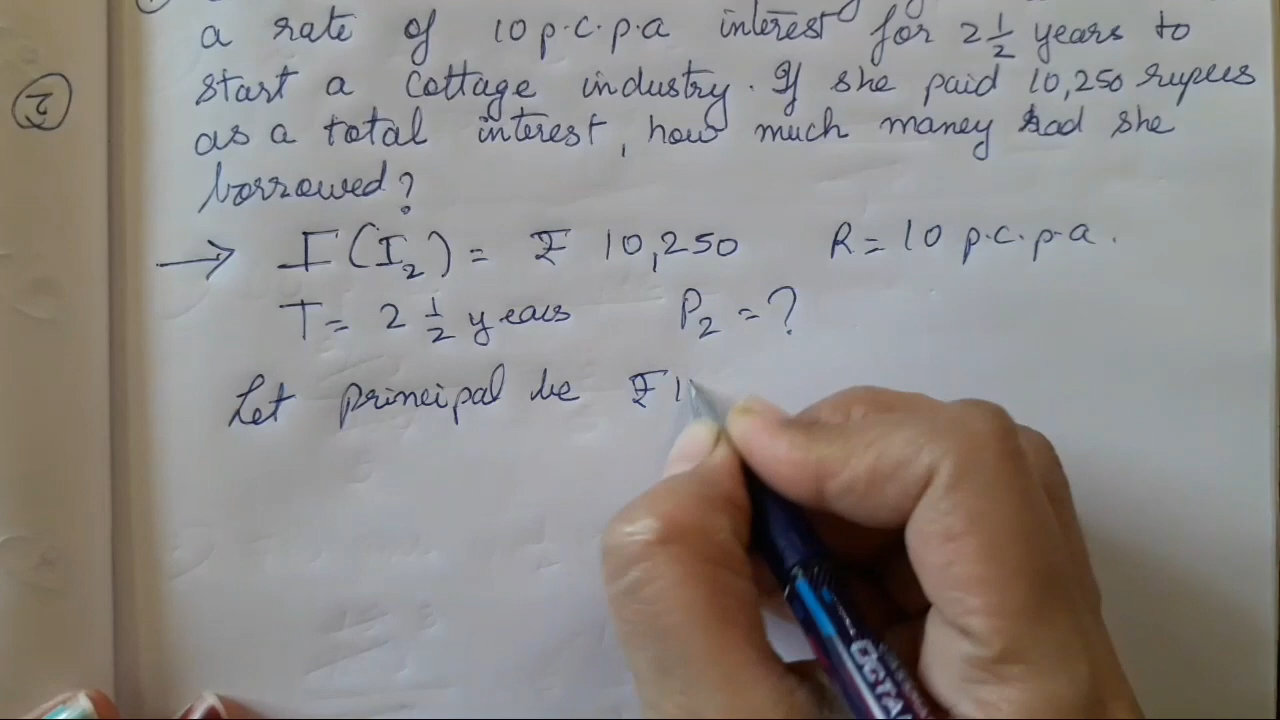 a rate of 10 p.c.p.a interest for 2 1/2 years to
start a cottage industry. If she paid 10,250 rupees
as a total interest, how much maney had she
borrowed?
→ I (I₂) = ₹ 10,250 R = 10 p.c.p.a.
T = 2 1/2 years P₂ = ?
Let principal be ₹ 1